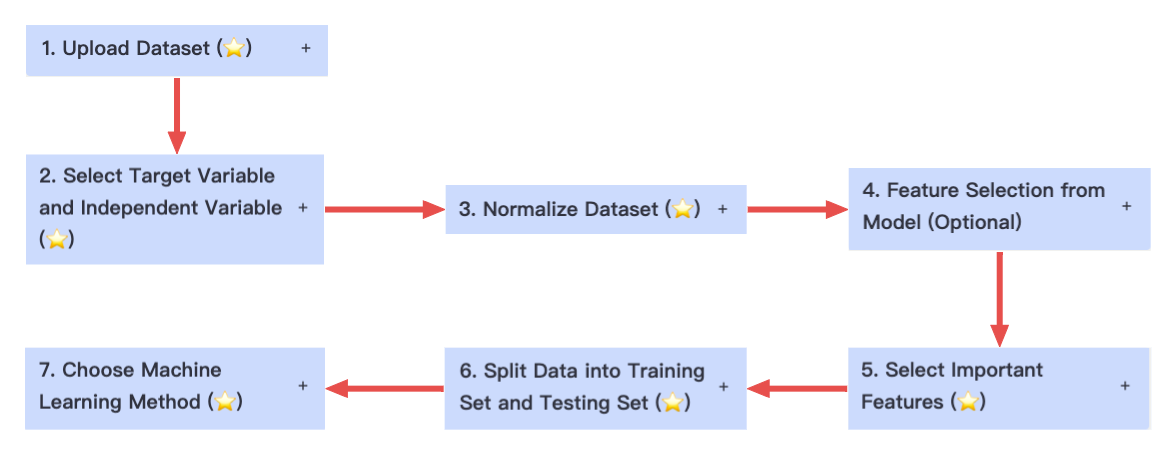 1. Upload Dataset (⭐) +
2. Select Target Variable
and Independent Variable +
(⭐)
3. Normalize Dataset (⭐) +
4. Feature Selection from
Model (Optional) +
5. Select Important
Features (⭐) +
6. Split Data into Training
Set and Testing Set (⭐) +
7. Choose Machine
Learning Method (⭐) +